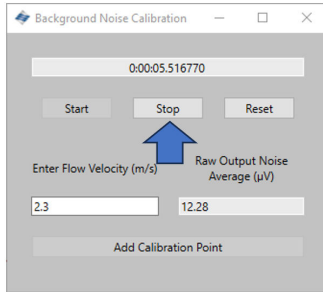 Background Noise Calibration
0:00:05.516770
Start Stop Reset
Enter Flow Velocity (m/s)
Raw Output Noise
Average (µV)
2.3 12.28
Add Calibration Point